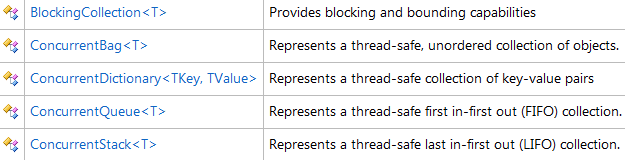 BlockingCollection<T> Provides blocking and bounding capabilities
ConcurrentBag<T> Represents a thread-safe, unordered collection of objects.
ConcurrentDictionary<TKey, TValue> Represents a thread-safe collection of key-value pairs
ConcurrentQueue<T> Represents a thread-safe first in-first out (FIFO) collection.
ConcurrentStack<T> Represents a thread-safe last in-first out (LIFO) collection.